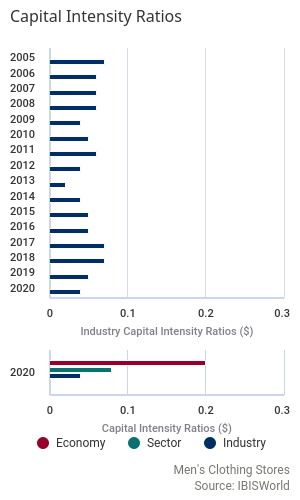 Capital Intensity Ratios
2005
2006
2007
2008
2009
2010
2011
2012
2013
2014
2015
2016
2017
2018
2019
2020
0 0.1 0.2 0.3
Industry Capital Intensity Ratios ($)
2020
0 0.1 0.2 0.3
Capital Intensity Ratios ($)
Economy Sector Industry
Men's Clothing Stores
Source: IBISWorld